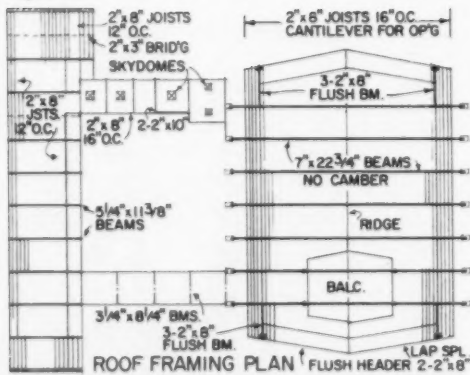 2"x8" JOISTS
12" O.C.
2"x3" BRID'G
SKYDOMES
2"x8"
JSTS.
12" O.C.
2"x8"
16" O.C.
2-2"x10"
5 1/4"x11 3/8"
BEAMS
3 1/4"x8 1/4" BMS.
3-2"x8"
FLUSH BM.
2"x8" JOISTS 16" O.C.
CANTILEVER FOR OP'G
3-2"x8"
FLUSH BM.
7"x22 3/4" BEAMS
NO CAMBER
RIDGE
BALC.
LAP SPL.
FLUSH HEADER 2-2"x8"
ROOF FRAMING PLAN